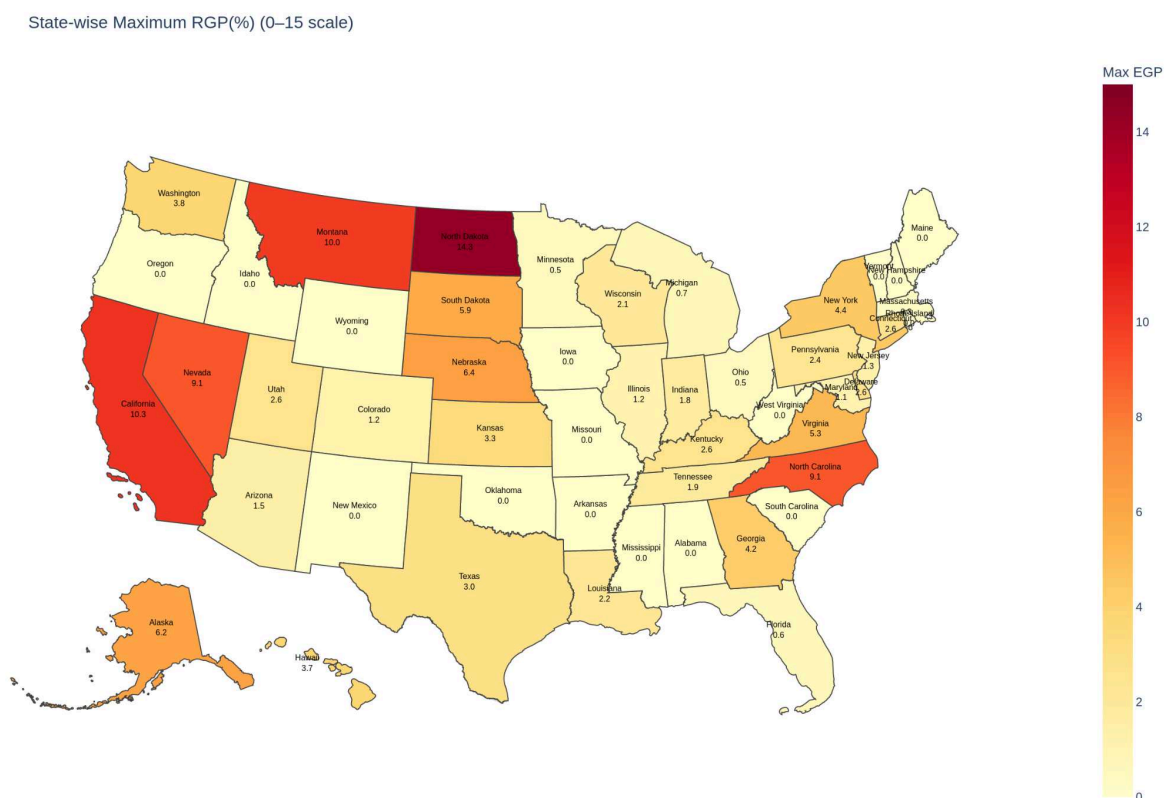 State-wise Maximum RGP(%) (0–15 scale)
Max EGP
14
12
10
8
6
4
2
0
Washington
3.8
Oregon
0.0
Idaho
0.0
Montana
10.0
North Dakota
14.3
Minnesota
0.5
Wisconsin
2.1
Michigan
0.7
Maine
0.0
Vermont
0.0
New Hampshire
0.0
Massachusetts
Rhode Island
Connecticut
2.6
New York
4.4
South Dakota
5.9
Wyoming
0.0
Nebraska
6.4
Iowa
0.0
Nevada
9.1
California
10.3
Utah
2.6
Colorado
1.2
Kansas
3.3
Missouri
0.0
Illinois
1.2
Indiana
1.8
Ohio
0.5
Pennsylvania
2.4
New Jersey
1.3
Delaware
2.6
Maryland
1.1
West Virginia
0.0
Virginia
5.3
Kentucky
2.6
North Carolina
9.1
Tennessee
1.9
South Carolina
0.0
Arizona
1.5
New Mexico
0.0
Oklahoma
0.0
Arkansas
0.0
Mississippi
0.0
Alabama
0.0
Georgia
4.2
Texas
3.0
Louisiana
2.2
Florida
0.6
Alaska
6.2
Hawaii
3.7